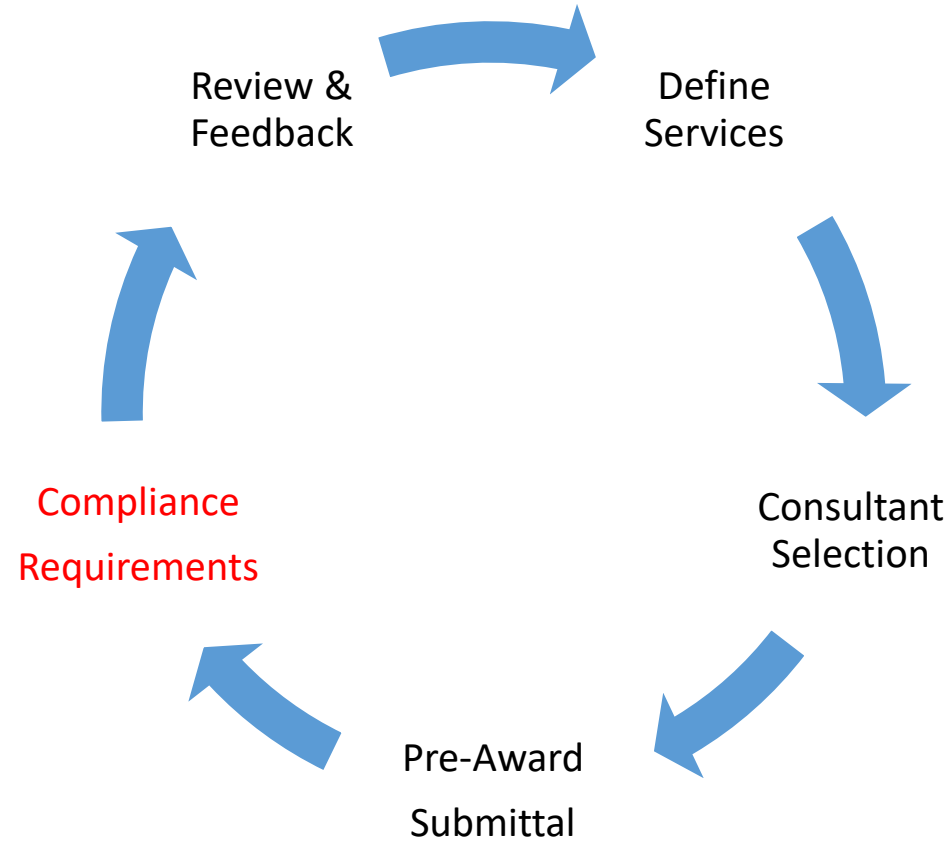 Review &
Feedback
Define
Services
Consultant
Selection
Pre-Award
Submittal
Compliance
Requirements